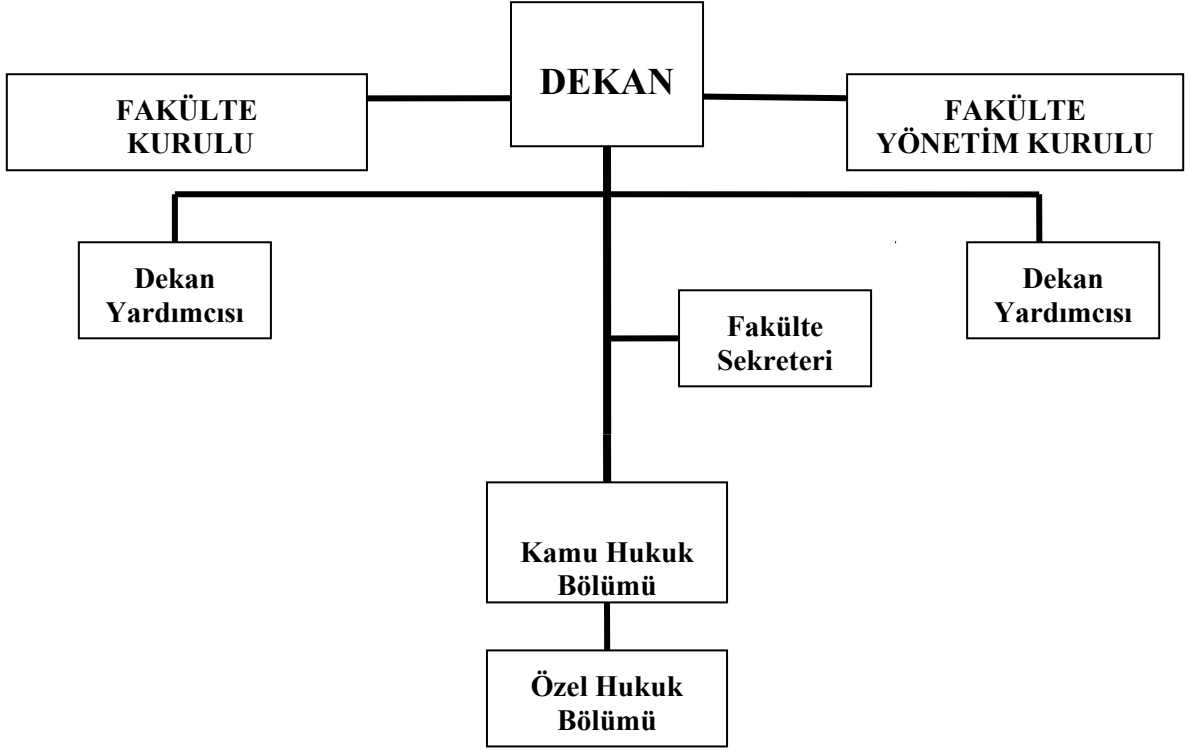 DEKAN
FAKÜLTE
KURULU
FAKÜLTE
YÖNETİM KURULU
Dekan
Yardımcısı
Dekan
Yardımcısı
Fakülte
Sekreteri
Kamu Hukuk
Bölümü
Özel Hukuk
Bölümü